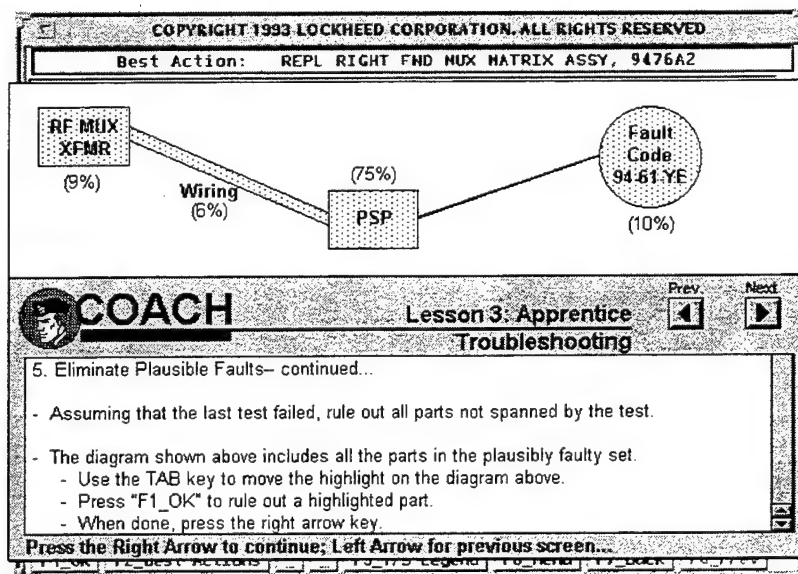 COPYRIGHT 1993 LOCKHEED CORPORATION. ALL RIGHTS RESERVED
Best Action: REPL RIGHT FWD MUX MATRIX ASSY, 9476A2
RF MUX
XFMR
(9%)
Wiring
(6%)
(75%)
PSP
Fault
Code
94-61-YE
(10%)
COACH
Lesson 3: Apprentice
Troubleshooting
Prev.
Next
5. Eliminate Plausible Faults– continued...
- Assuming that the last test failed, rule out all parts not spanned by the test.
- The diagram shown above includes all the parts in the plausibly faulty set.
- Use the TAB key to move the highlight on the diagram above.
- Press "F1_OK" to rule out a highlighted part.
- When done, press the right arrow key.
Press the Right Arrow to continue; Left Arrow for previous screen...